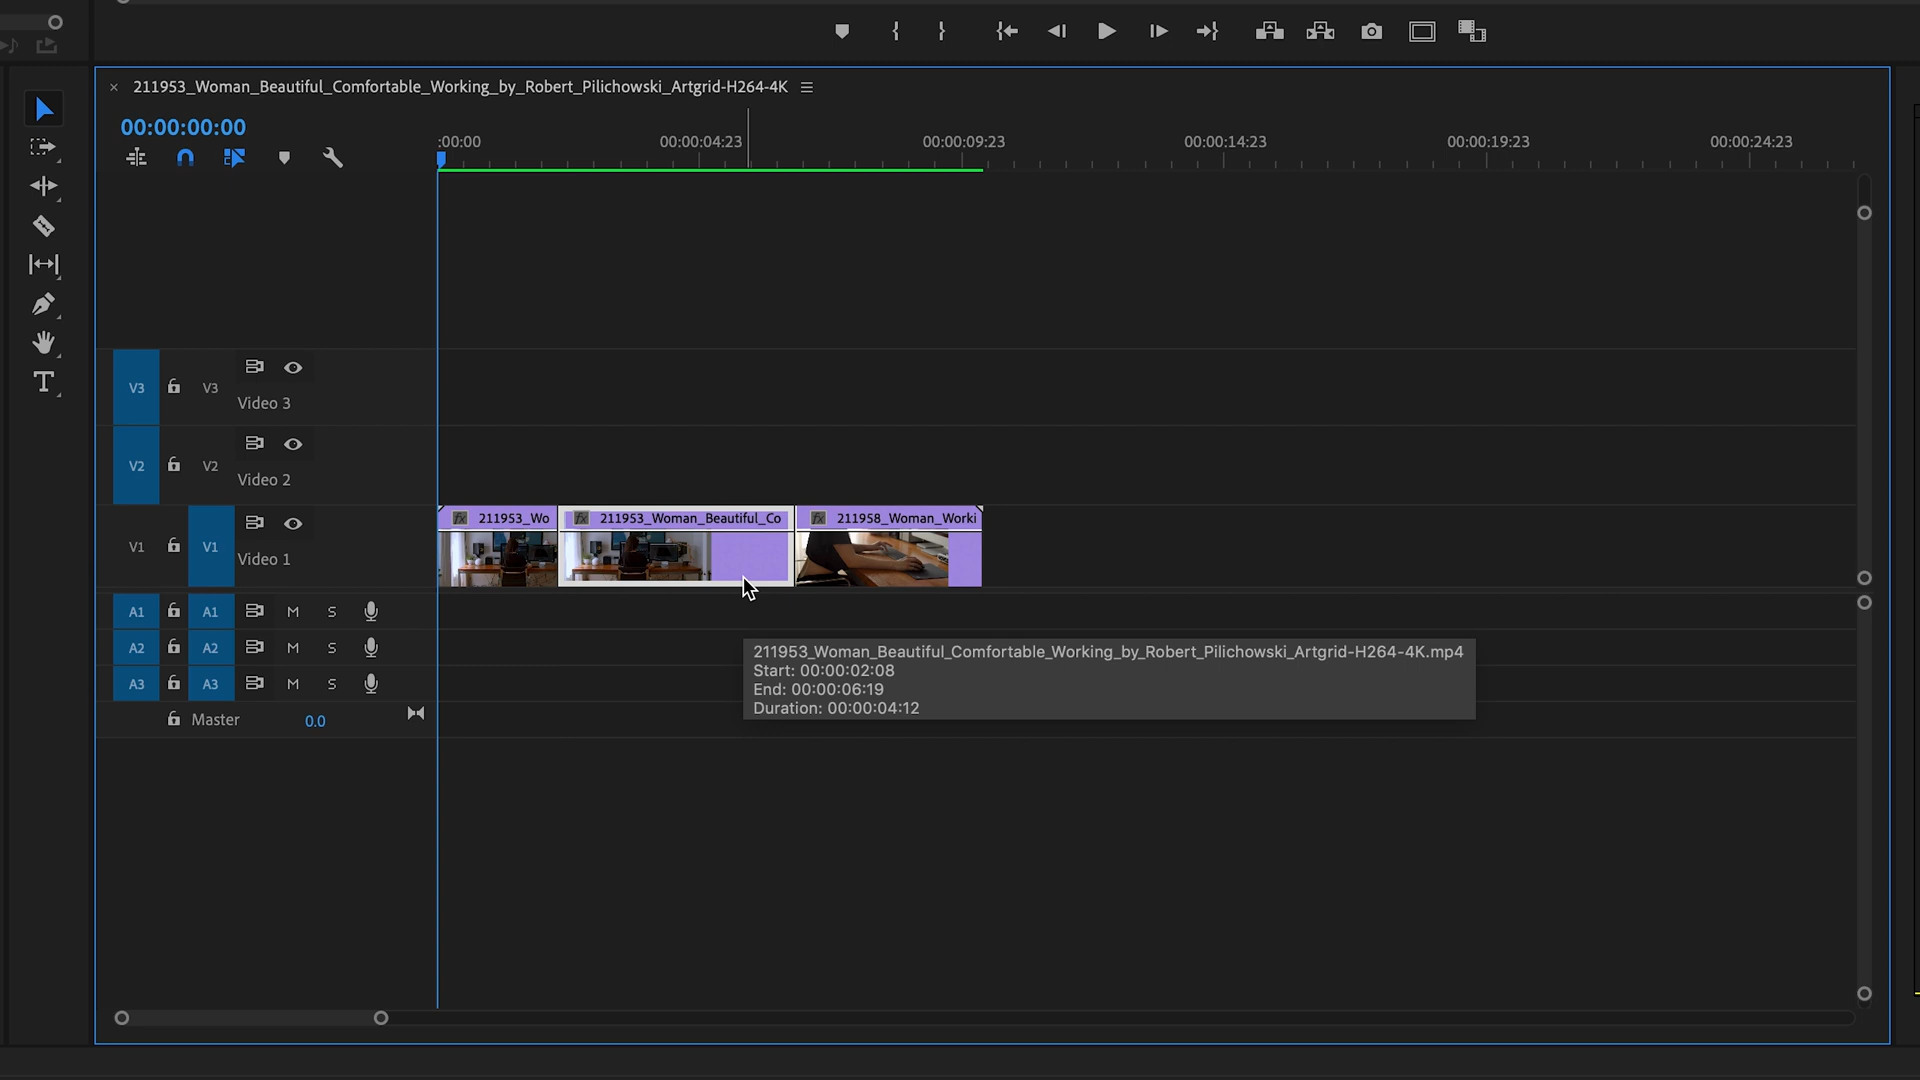 211953_Woman_Beautiful_Comfortable_Working_by_Robert_Pilichowski_Artgrid-H264-4K
00:00:00:00
:00:00
00:00:04:23
00:00:09:23
00:00:14:23
00:00:19:23
00:00:24:23
V3
V3
Video 3
V2
V2
Video 2
V1
V1
Video 1
fx 211953_Wo
fx 211953_Woman_Beautiful_Co
fx 211958_Woman_Worki
A1
A1
M
S
A2
A2
M
S
A3
A3
M
S
Master
0.0
211953_Woman_Beautiful_Comfortable_Working_by_Robert_Pilichowski_Artgrid-H264-4K.mp4
Start: 00:00:02:08
End: 00:00:06:19
Duration: 00:00:04:12